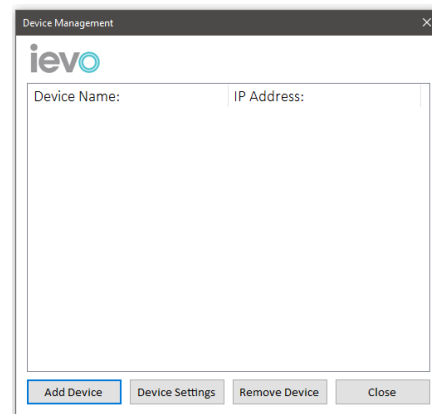 Device Management
ievo
Device Name: IP Address:
Add Device Device Settings Remove Device Close